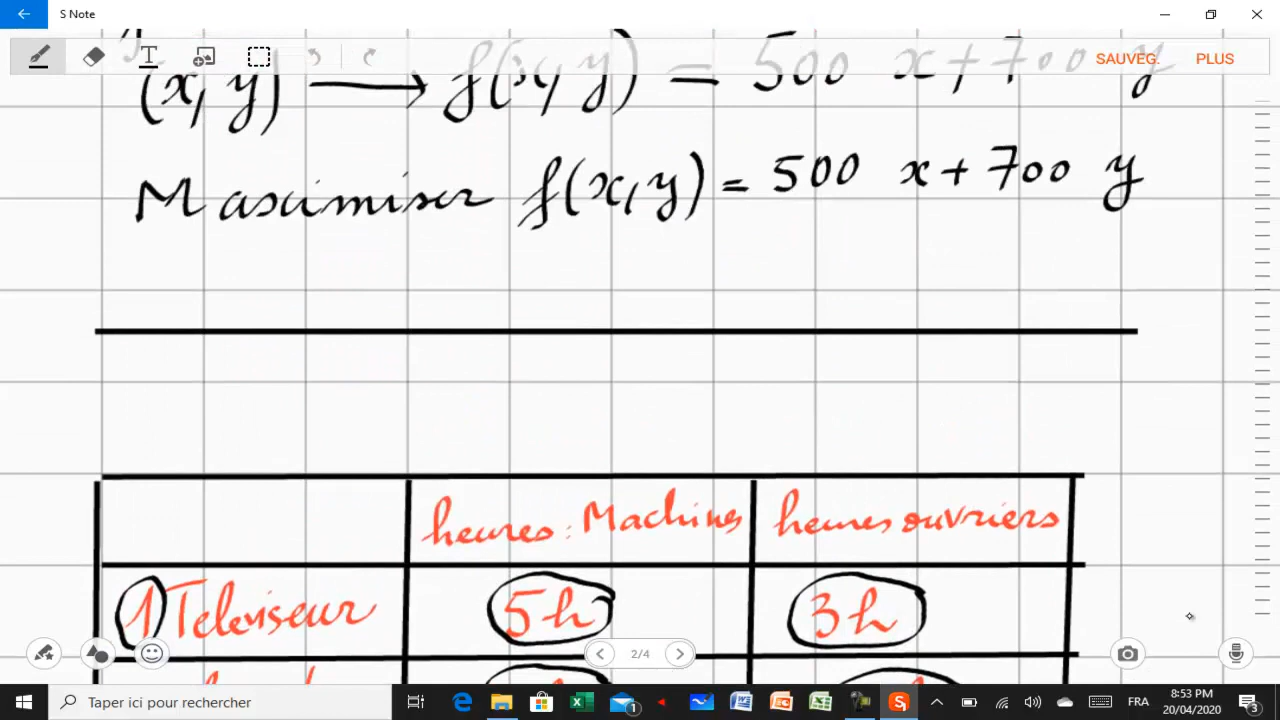 S Note
SAUVEG. PLUS
(x, y) → f(x, y) = 500 x + 700 y
Maximiser f(x, y) = 500 x + 700 y
heures : Machines heures ouvriers
1 Televiseur 5h 3h
2/4
Taper ici pour rechercher
FRA
8:53 PM
20/04/2020